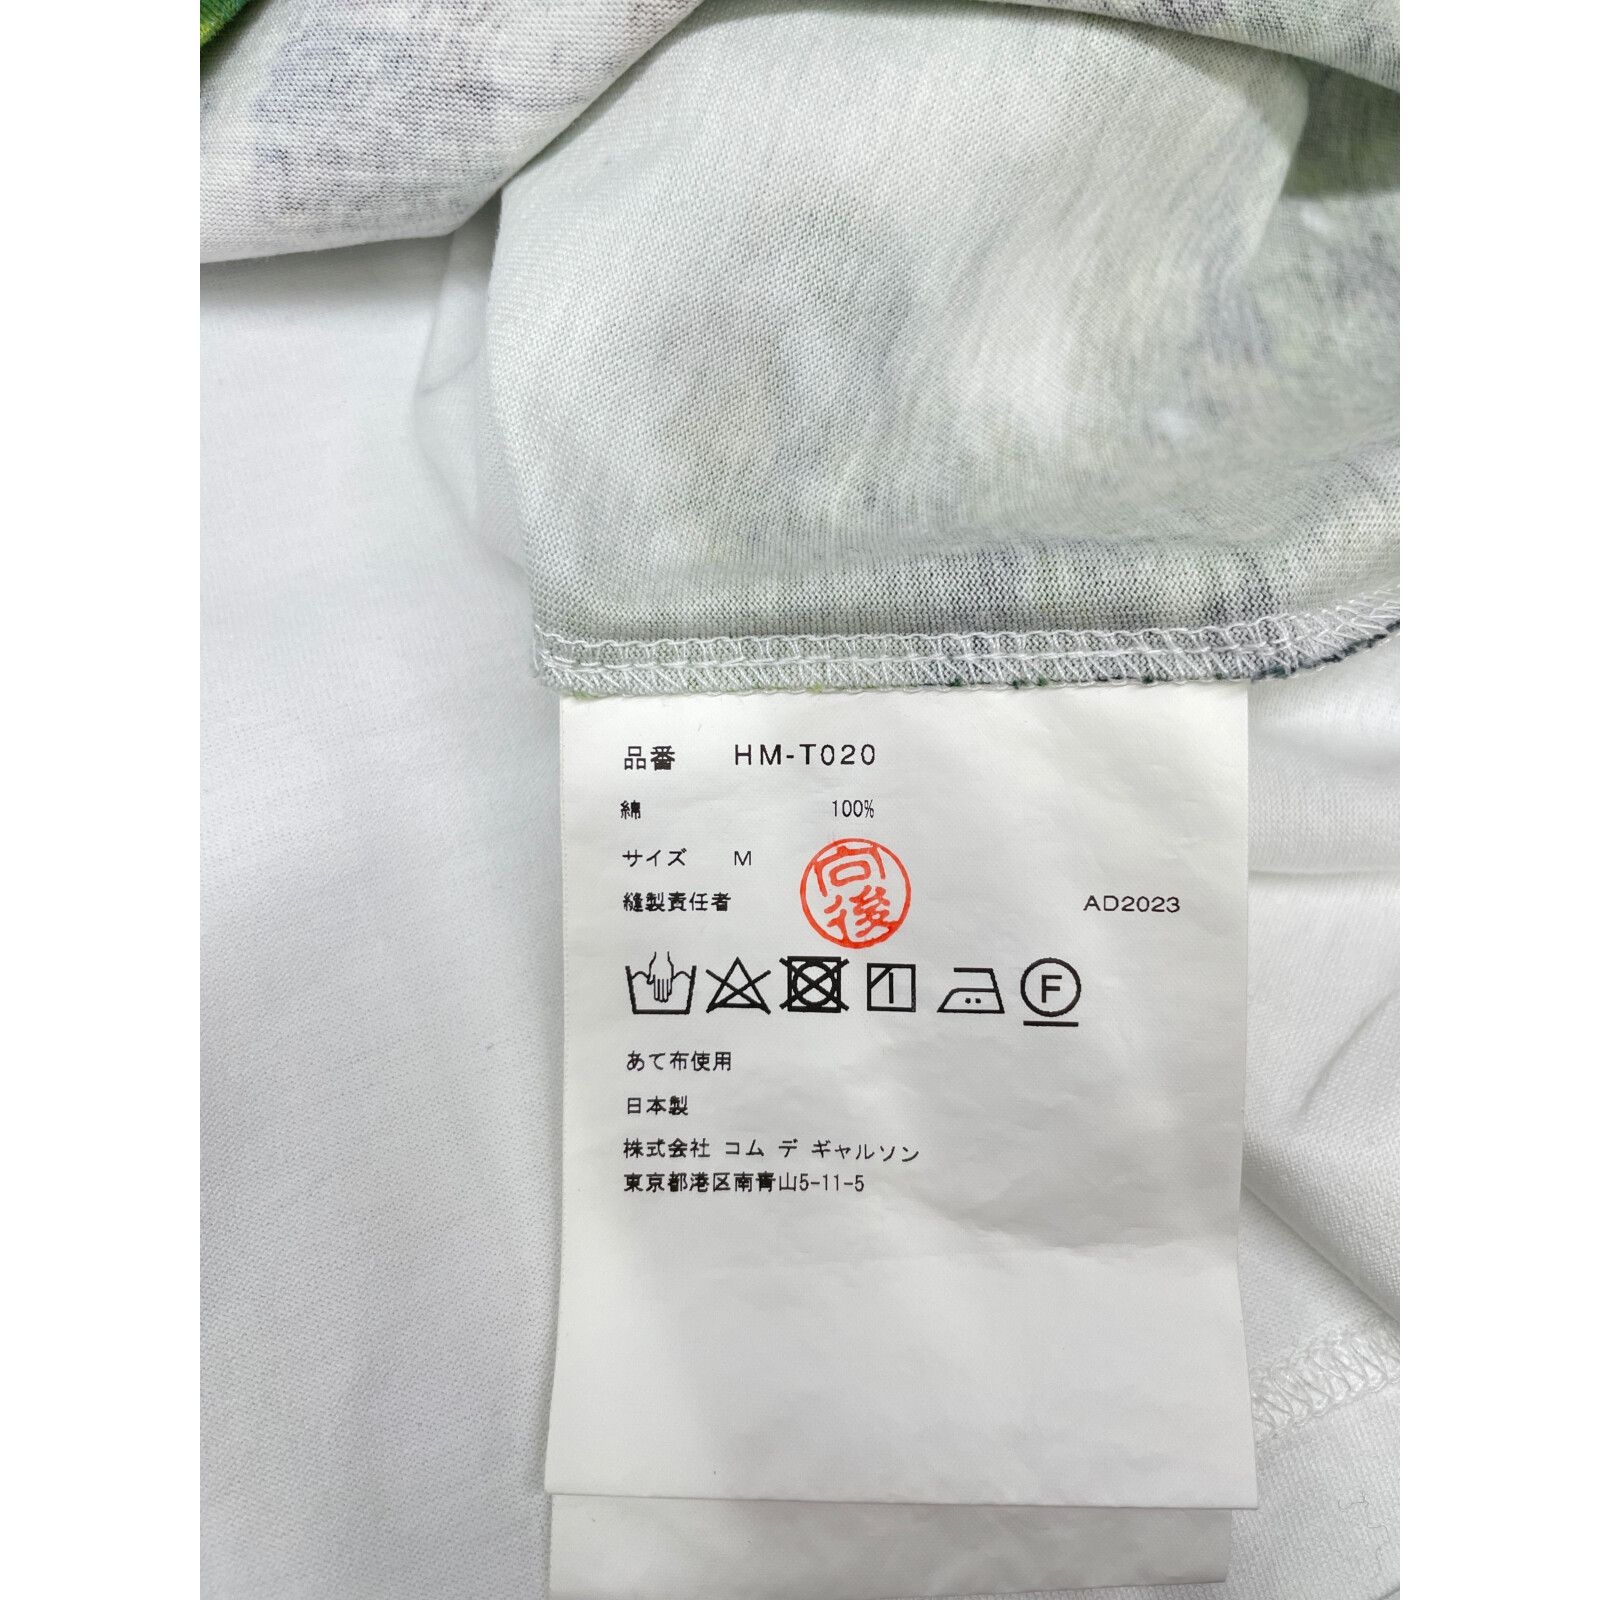 品番 HM-T020
綿 100%
サイズ M
縫製責任者 向後 AD2023
F
あて布使用
日本製
株式会社 コム デ ギャルソン
東京都港区南青山5-11-5